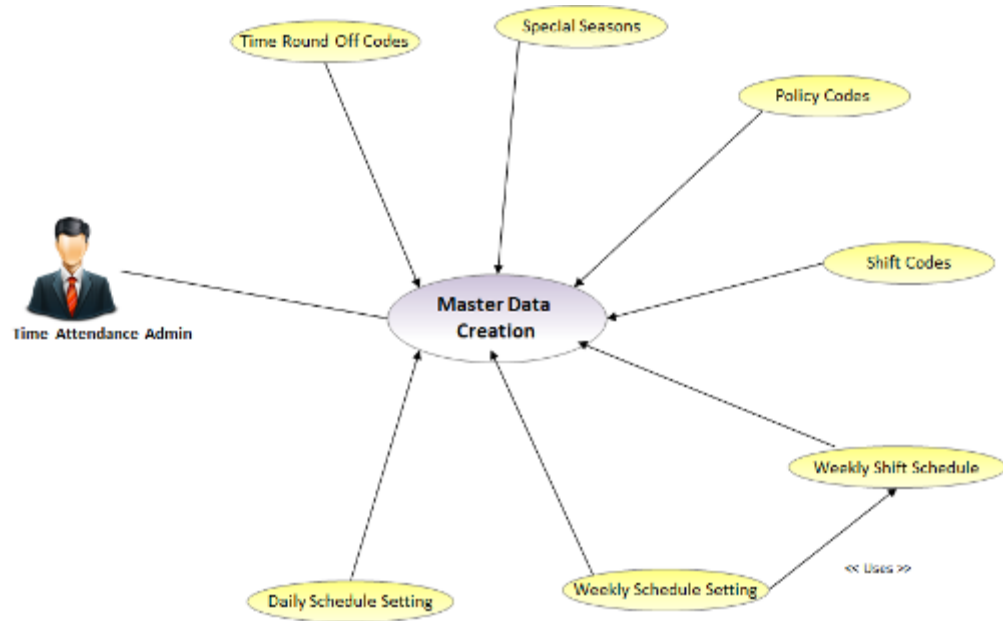 Special Seasons
Time Round Off Codes
Policy Codes
Shift Codes
Master Data
Creation
Time Attendance Admin
Weekly Shift Schedule
<< Uses >>
Weekly Schedule Setting
Daily Schedule Setting